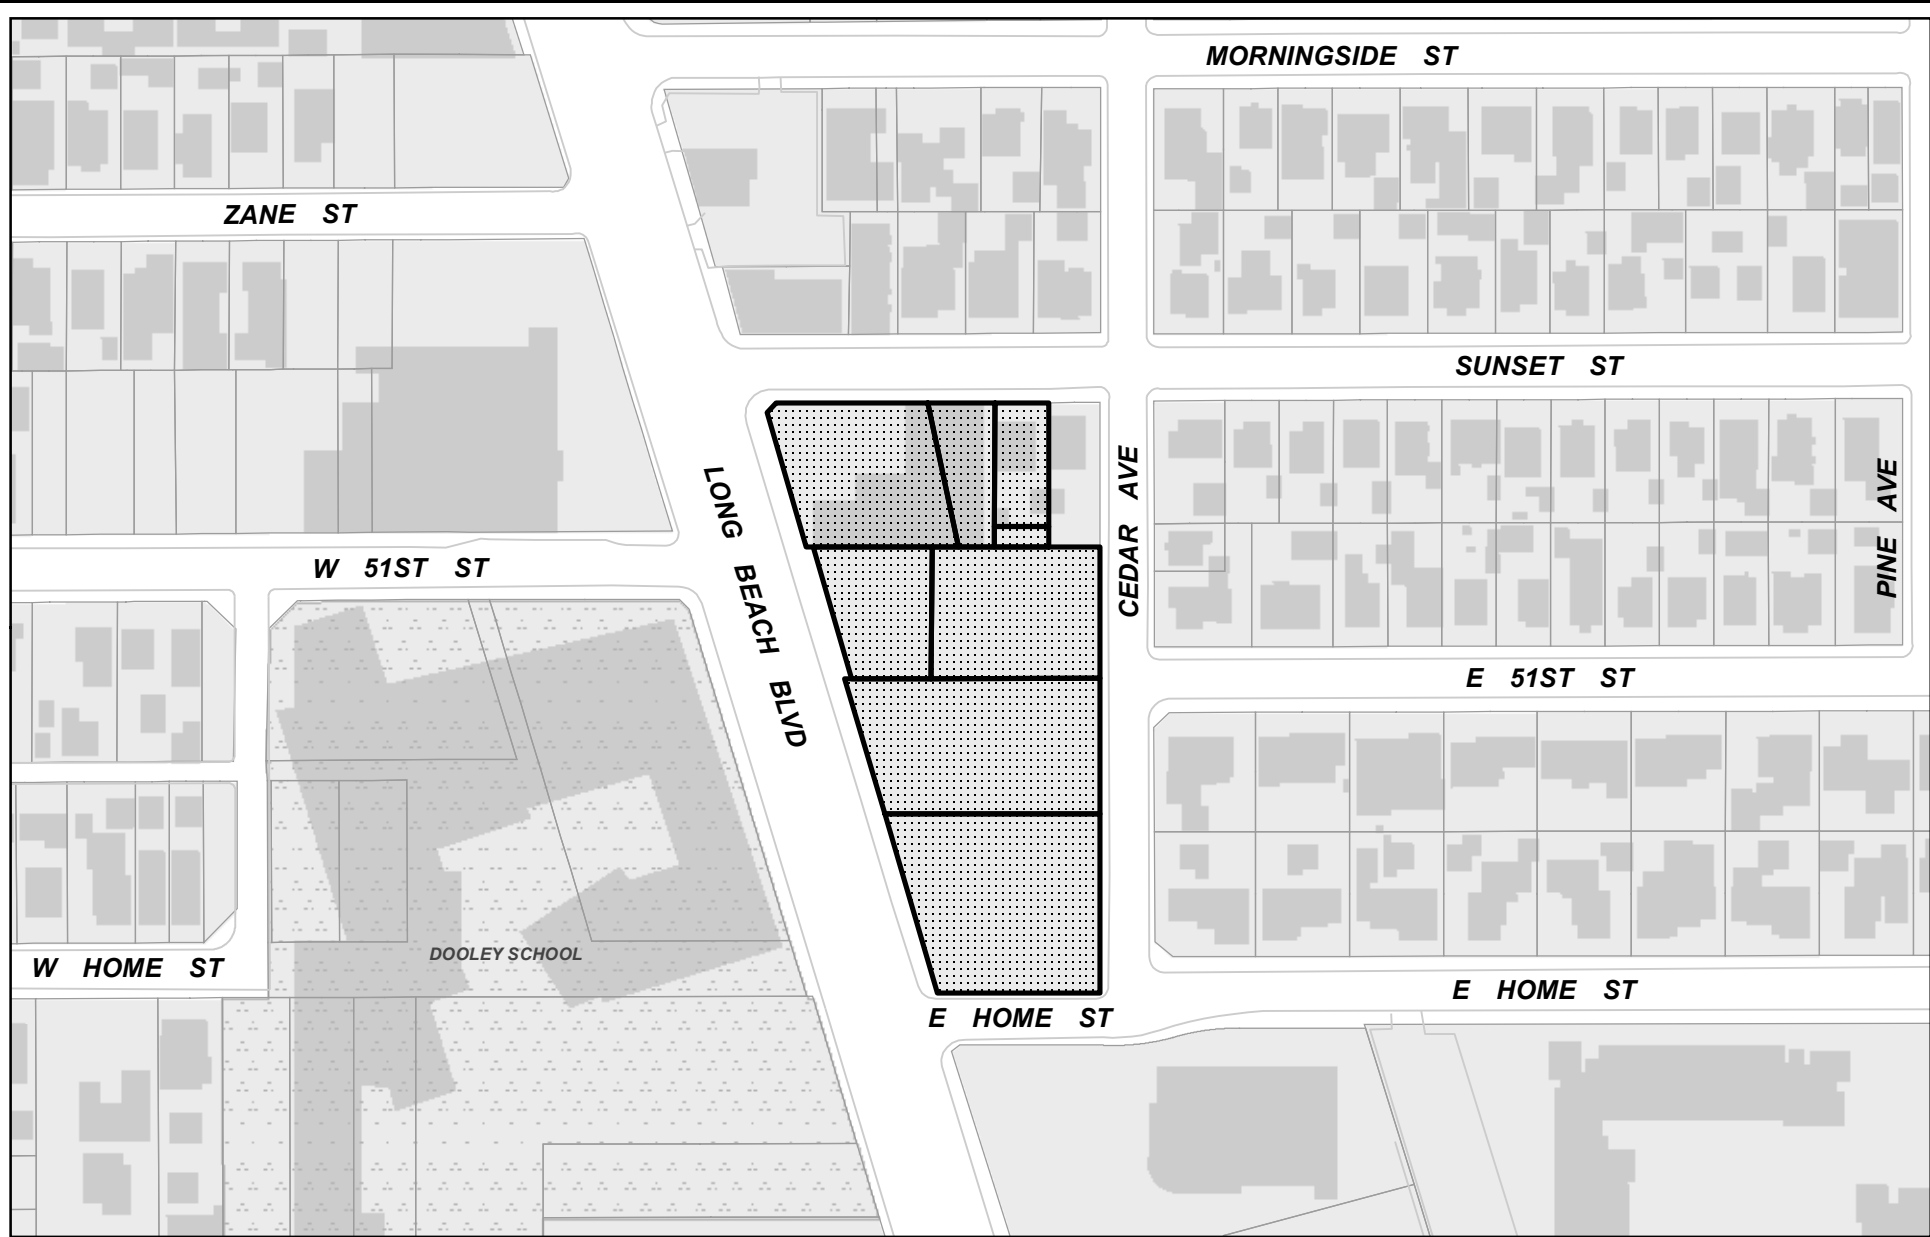 MORNINGSIDE ST
ZANE ST
SUNSET ST
LONG BEACH BLVD
CEDAR AVE
PINE AVE
W 51ST ST
E 51ST ST
DOOLEY SCHOOL
W HOME ST
E HOME ST
E HOME ST